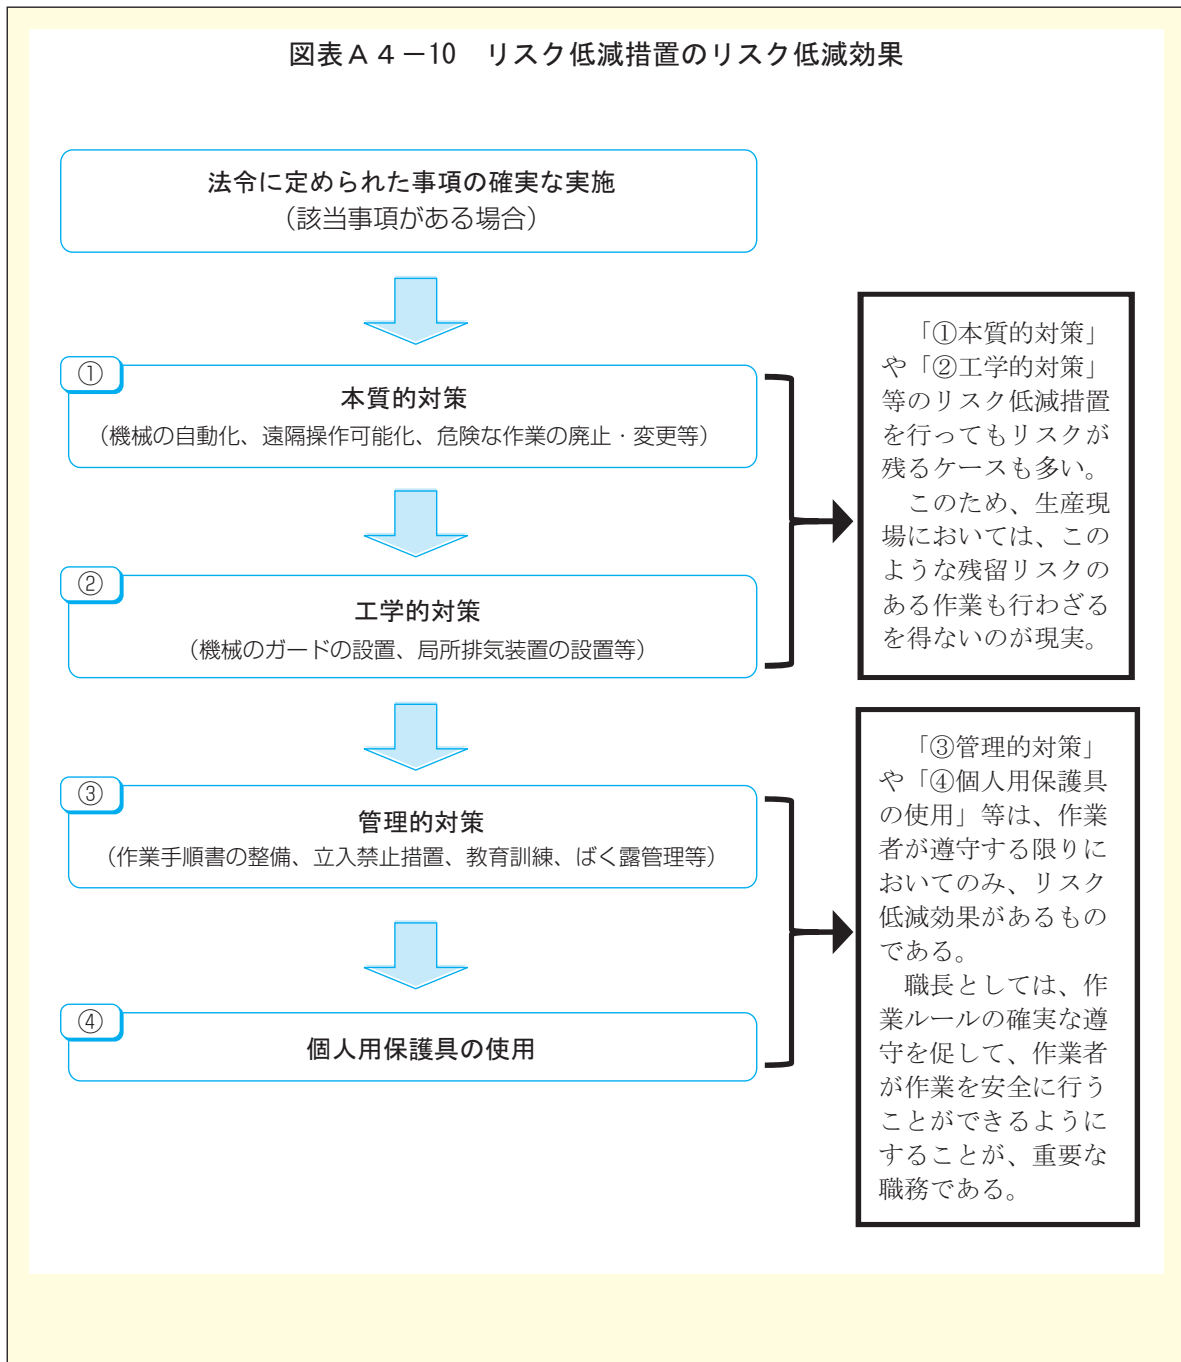 図表A4－10　リスク低減措置のリスク低減効果
法令に定められた事項の確実な実施
（該当事項がある場合）
①
本質的対策
（機械の自動化、遠隔操作可能化、危険な作業の廃止・変更等）
②
工学的対策
（機械のガードの設置、局所排気装置の設置等）
「①本質的対策」
や「②工学的対策」
等のリスク低減措置
を行ってもリスクが
残るケースも多い。
このため、生産現
場においては、この
ような残留リスクの
ある作業も行わざる
を得ないのが現実。
③
管理的対策
（作業手順書の整備、立入禁止措置、教育訓練、ばく露管理等）
④
個人用保護具の使用
「③管理的対策」
や「④個人用保護具
の使用」等は、作業
者が遵守する限りに
おいてのみ、リスク
低減効果があるもの
である。
職長としては、作
業ルールの確実な遵
守を促して、作業者
が作業を安全に行う
ことができるように
することが、重要な
職務である。